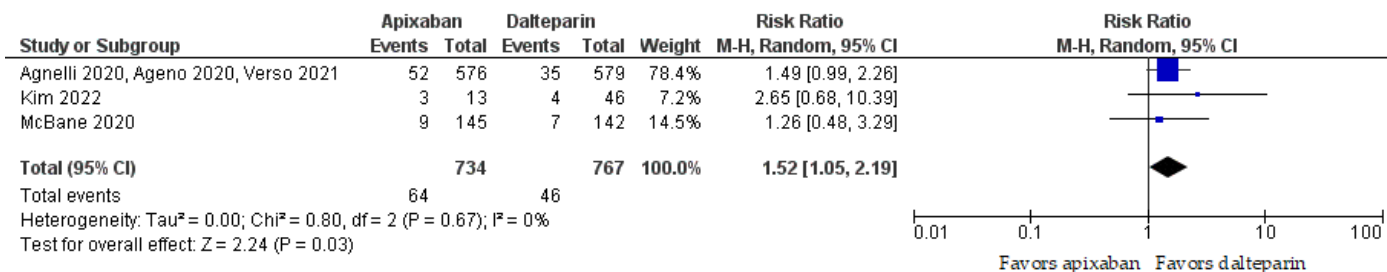 Apixaban Dalteparin Risk Ratio Risk Ratio
Study or Subgroup Events Total Events Total Weight M-H, Random, 95% CI M-H, Random, 95% CI
Agnelli 2020, Ageno 2020, Verso 2021 52 576 35 579 78.4% 1.49 [0.99, 2.26]
Kim 2022 3 13 4 46 7.2% 2.65 [0.68, 10.39]
McBane 2020 9 145 7 142 14.5% 1.26 [0.48, 3.29]
Total (95% CI) 734 767 100.0% 1.52 [1.05, 2.19]
Total events 64 46
Heterogeneity: Tau² = 0.00; Chi² = 0.80, df = 2 (P = 0.67); I² = 0%
Test for overall effect: Z = 2.24 (P = 0.03)
0.01 0.1 1 10 100
Favors apixaban Favors dalteparin